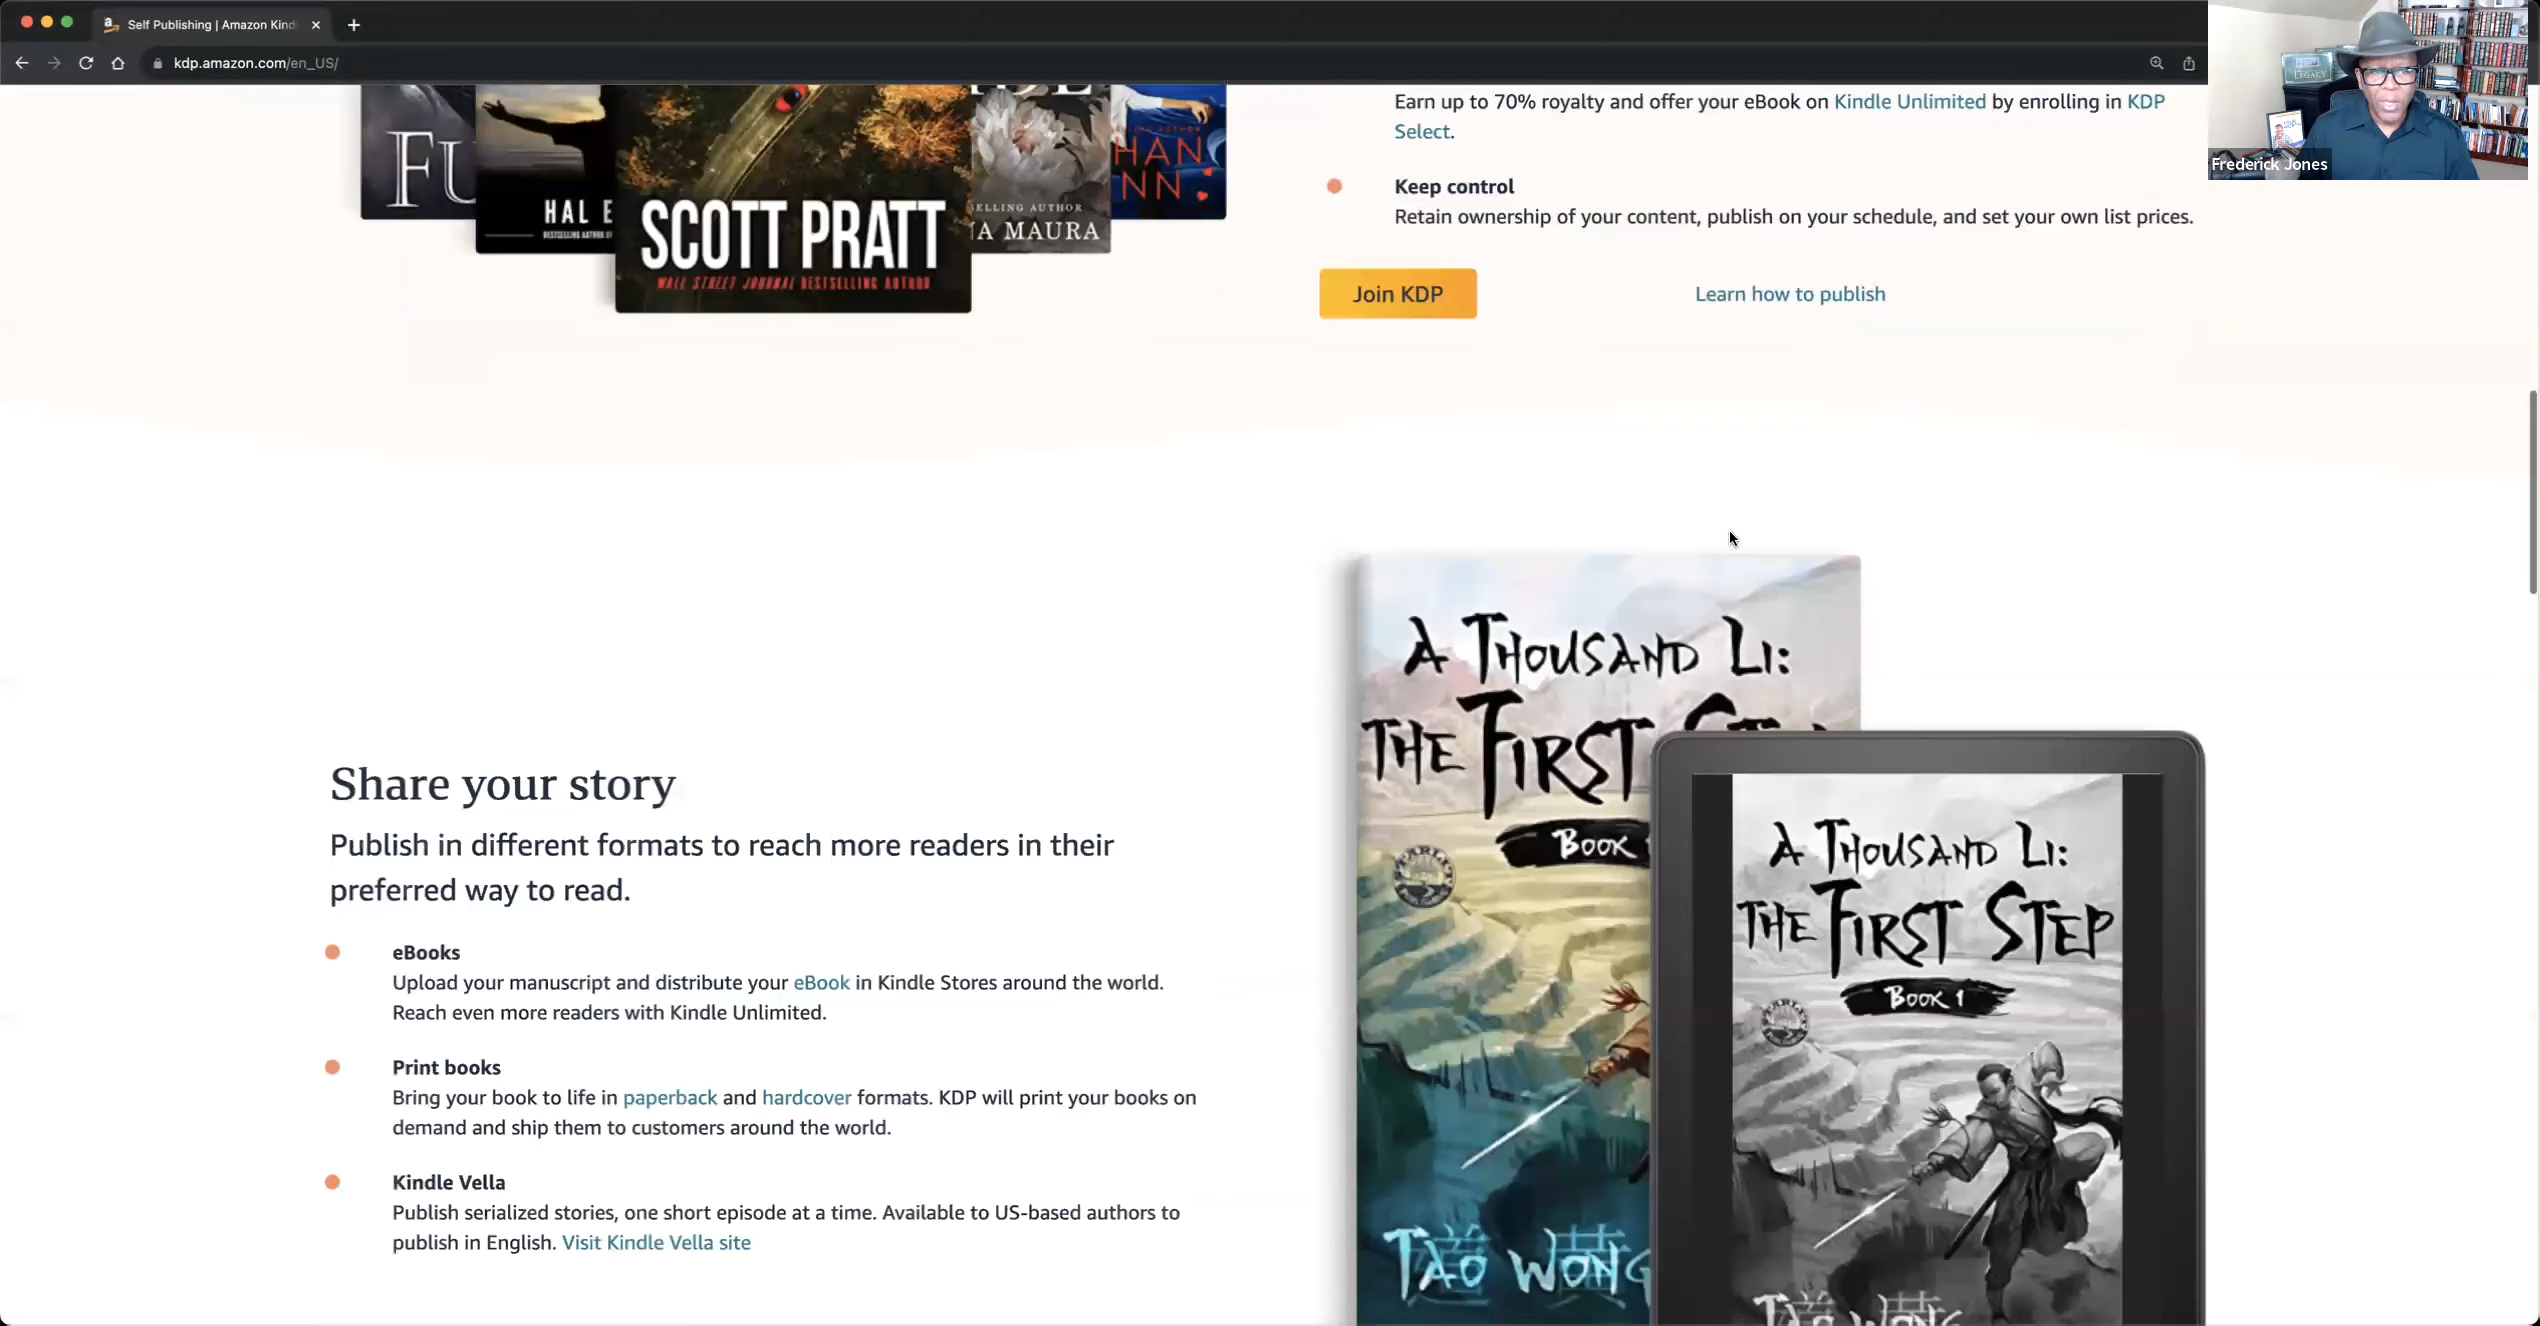 Self Publishing | Amazon Kind
kdp.amazon.com/en_US/
LEGACY
Frederick Jones
FU
HAL E
SCOTT PRATT
WALL STREET JOURNAL BESTSELLING AUTHOR
ELLING AUTHOR
A MAURA
HAN
NN
Earn up to 70% royalty and offer your eBook on Kindle Unlimited by enrolling in KDP
Select.
Keep control
Retain ownership of your content, publish on your schedule, and set your own list prices.
Join KDP
Learn how to publish
Share your story
Publish in different formats to reach more readers in their
preferred way to read.
eBooks
Upload your manuscript and distribute your eBook in Kindle Stores around the world.
Reach even more readers with Kindle Unlimited.
Print books
Bring your book to life in paperback and hardcover formats. KDP will print your books on
demand and ship them to customers around the world.
Kindle Vella
Publish serialized stories, one short episode at a time. Available to US-based authors to
publish in English. Visit Kindle Vella site
A THOUSAND LI:
THE FIRST
BOOK
TAO WONG
A THOUSAND LI:
THE FIRST STEP
BOOK 1